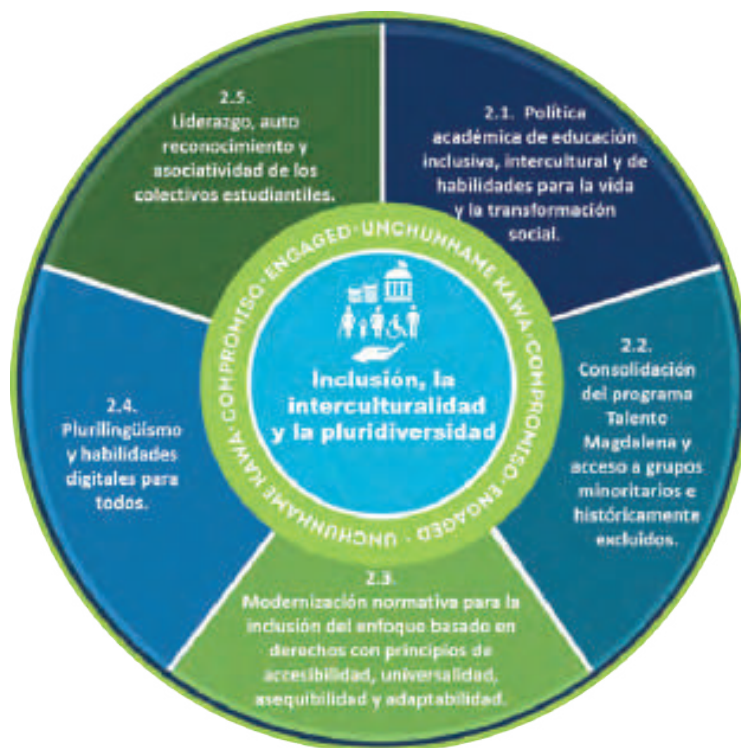 2.1. Política
académica de educación
inclusiva, intercultural y de
habilidades para la vida
y la transformación
social.
2.2.
Consolidación
del programa
Talento
Magdalena y
acceso a grupos
minoritarios e
históricamente
excluidos.
2.3.
Modernización normativa para la
inclusión del enfoque basado en
derechos con principios de
accesibilidad, universalidad,
asequibilidad y adaptabilidad.
2.4.
Plurilingüismo
y habilidades
digitales para
todos.
2.5.
Liderazgo, auto
reconocimiento y
asociatividad de los
colectivos estudiantiles.
COMPROMISO·ENGAGED·UNCHUNHAME KAWA·COMPROMISO·ENGAGED·UNCHUNHAME KAWA·
Inclusión, la
interculturalidad
y la pluridiversidad